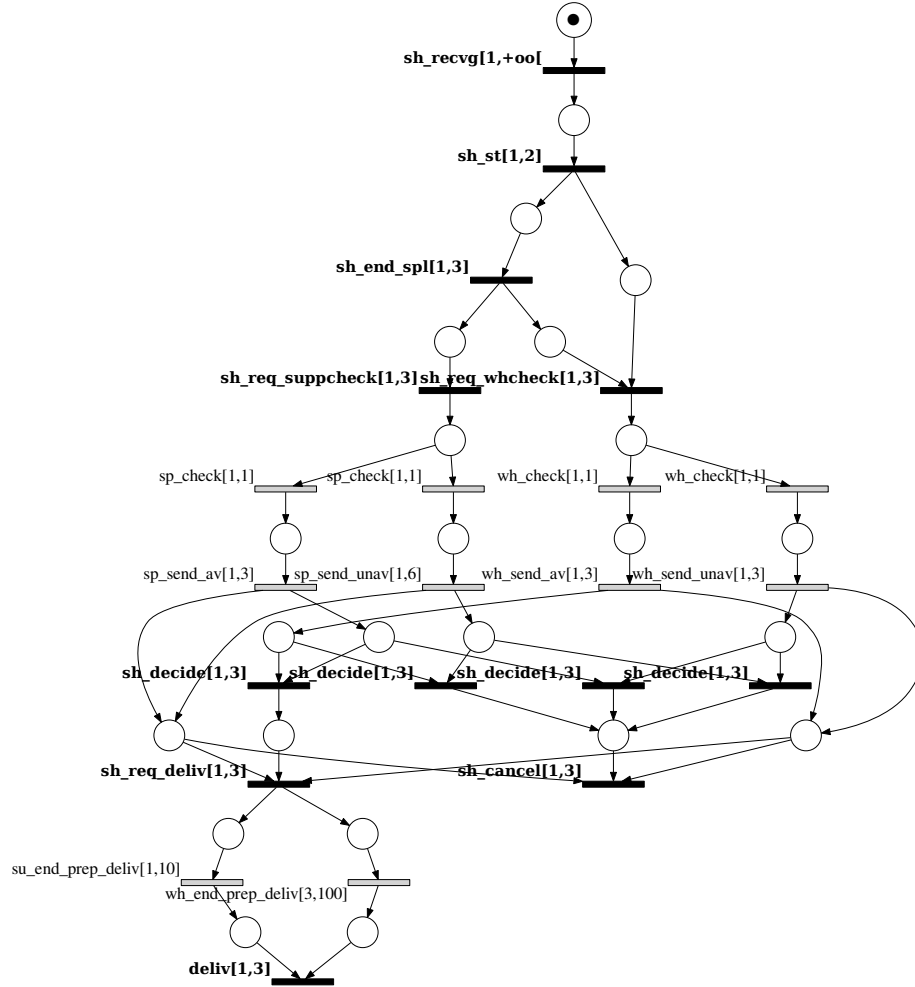 sh_recvg[1,+oo[
sh_st[1,2]
sh_end_spl[1,3]
sh_req_suppcheck[1,3] sh_req_whcheck[1,3]
sp_check[1,1] sp_check[1,1] wh_check[1,1] wh_check[1,1]
sp_send_av[1,3] sp_send_unav[1,6] wh_send_av[1,3] wh_send_unav[1,3]
sh_decide[1,3] sh_decide[1,3] sh_decide[1,3] sh_decide[1,3]
sh_req_deliv[1,3] sh_cancel[1,3]
su_end_prep_deliv[1,10]
wh_end_prep_deliv[3,100]
deliv[1,3]